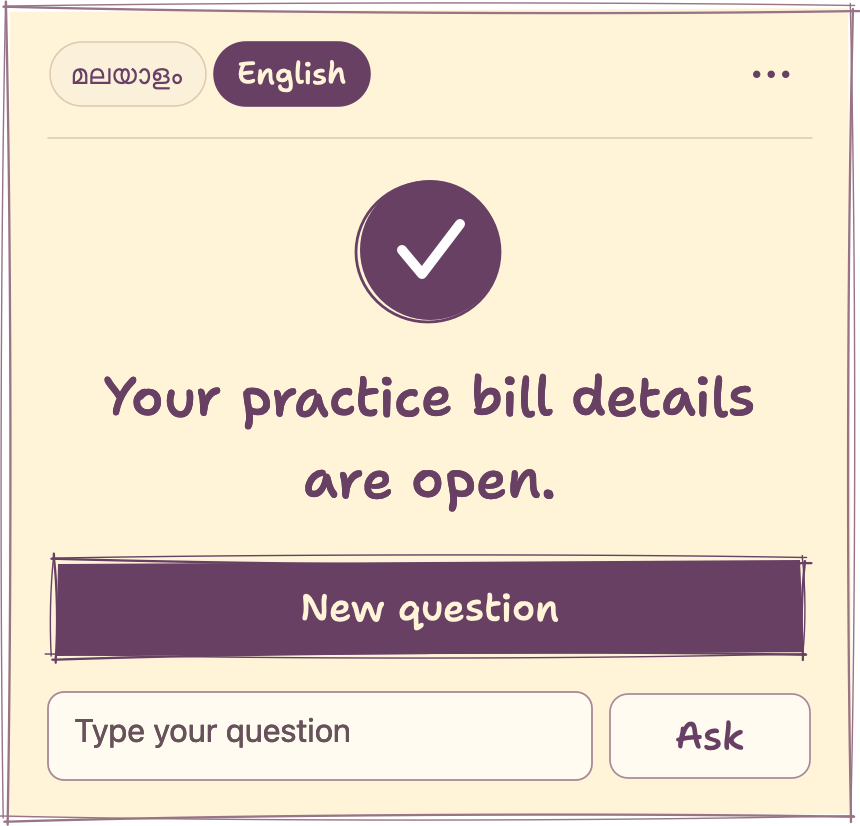 മലയാളം English
Your practice bill details
are open.
New question
Type your question Ask